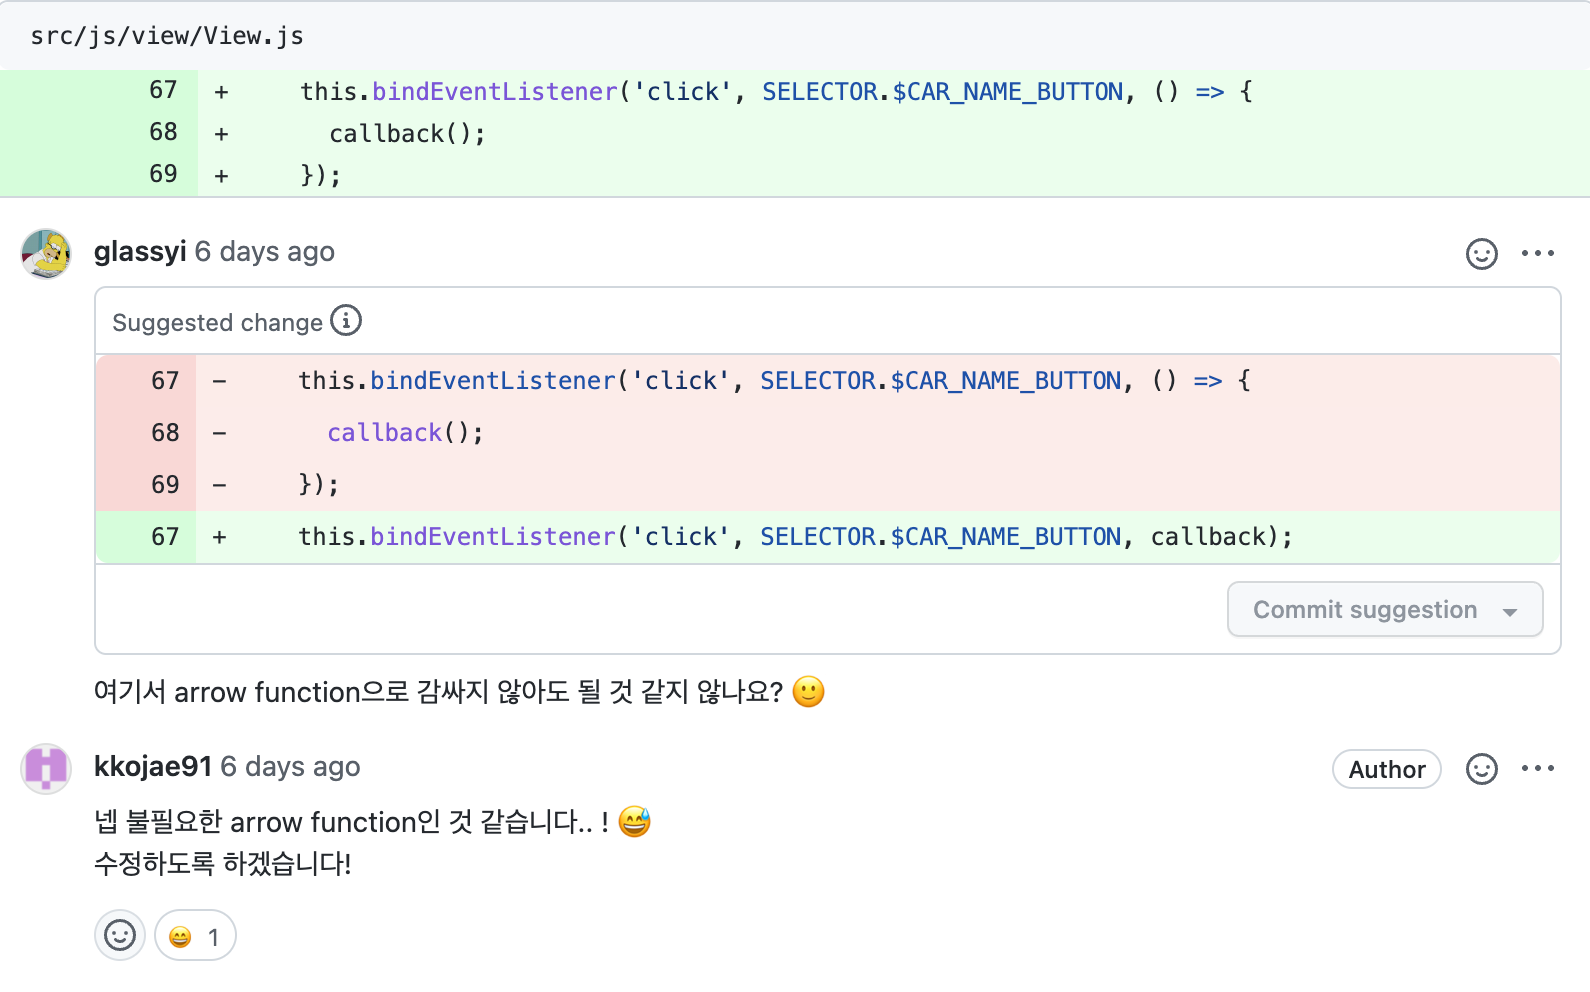 src/js/view/View.js
67 + this.bindEventListener('click', SELECTOR.$CAR_NAME_BUTTON, () => {
68 + callback();
69 + });
glassyi 6 days ago
Suggested change
67 - this.bindEventListener('click', SELECTOR.$CAR_NAME_BUTTON, () => {
68 - callback();
69 - });
67 + this.bindEventListener('click', SELECTOR.$CAR_NAME_BUTTON, callback);
Commit suggestion
여기서 arrow function으로 감싸지 않아도 될 것 같지 않나요? 🙂
kkojae91 6 days ago Author
넵 불필요한 arrow function인 것 같습니다.. ! 😅
수정하도록 하겠습니다!
😄 1